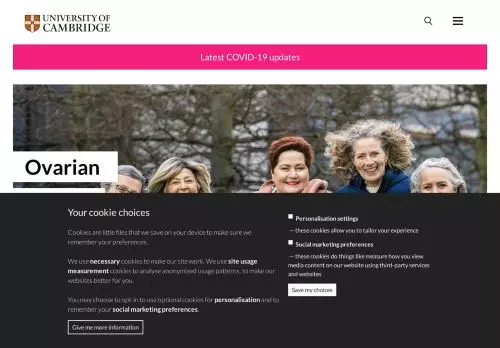 UNIVERSITY OF
CAMBRIDGE
Latest COVID-19 updates
Ovarian
Your cookie choices
Cookies are little files that we save on your device to make sure we
remember your preferences.
We use necessary cookies to make our site work. We use site usage
measurement cookies to analyse anonymised usage patterns, to make our
websites better for you.
You may choose to opt-in to use optional cookies for personalisation and to
remember your social marketing preferences.
Give me more information
Personalisation settings
— these cookies allow you to tailor your experience
Social marketing preferences
— these cookies do things like measure how you view
media content on our website using third-party services
and websites
Save my choices